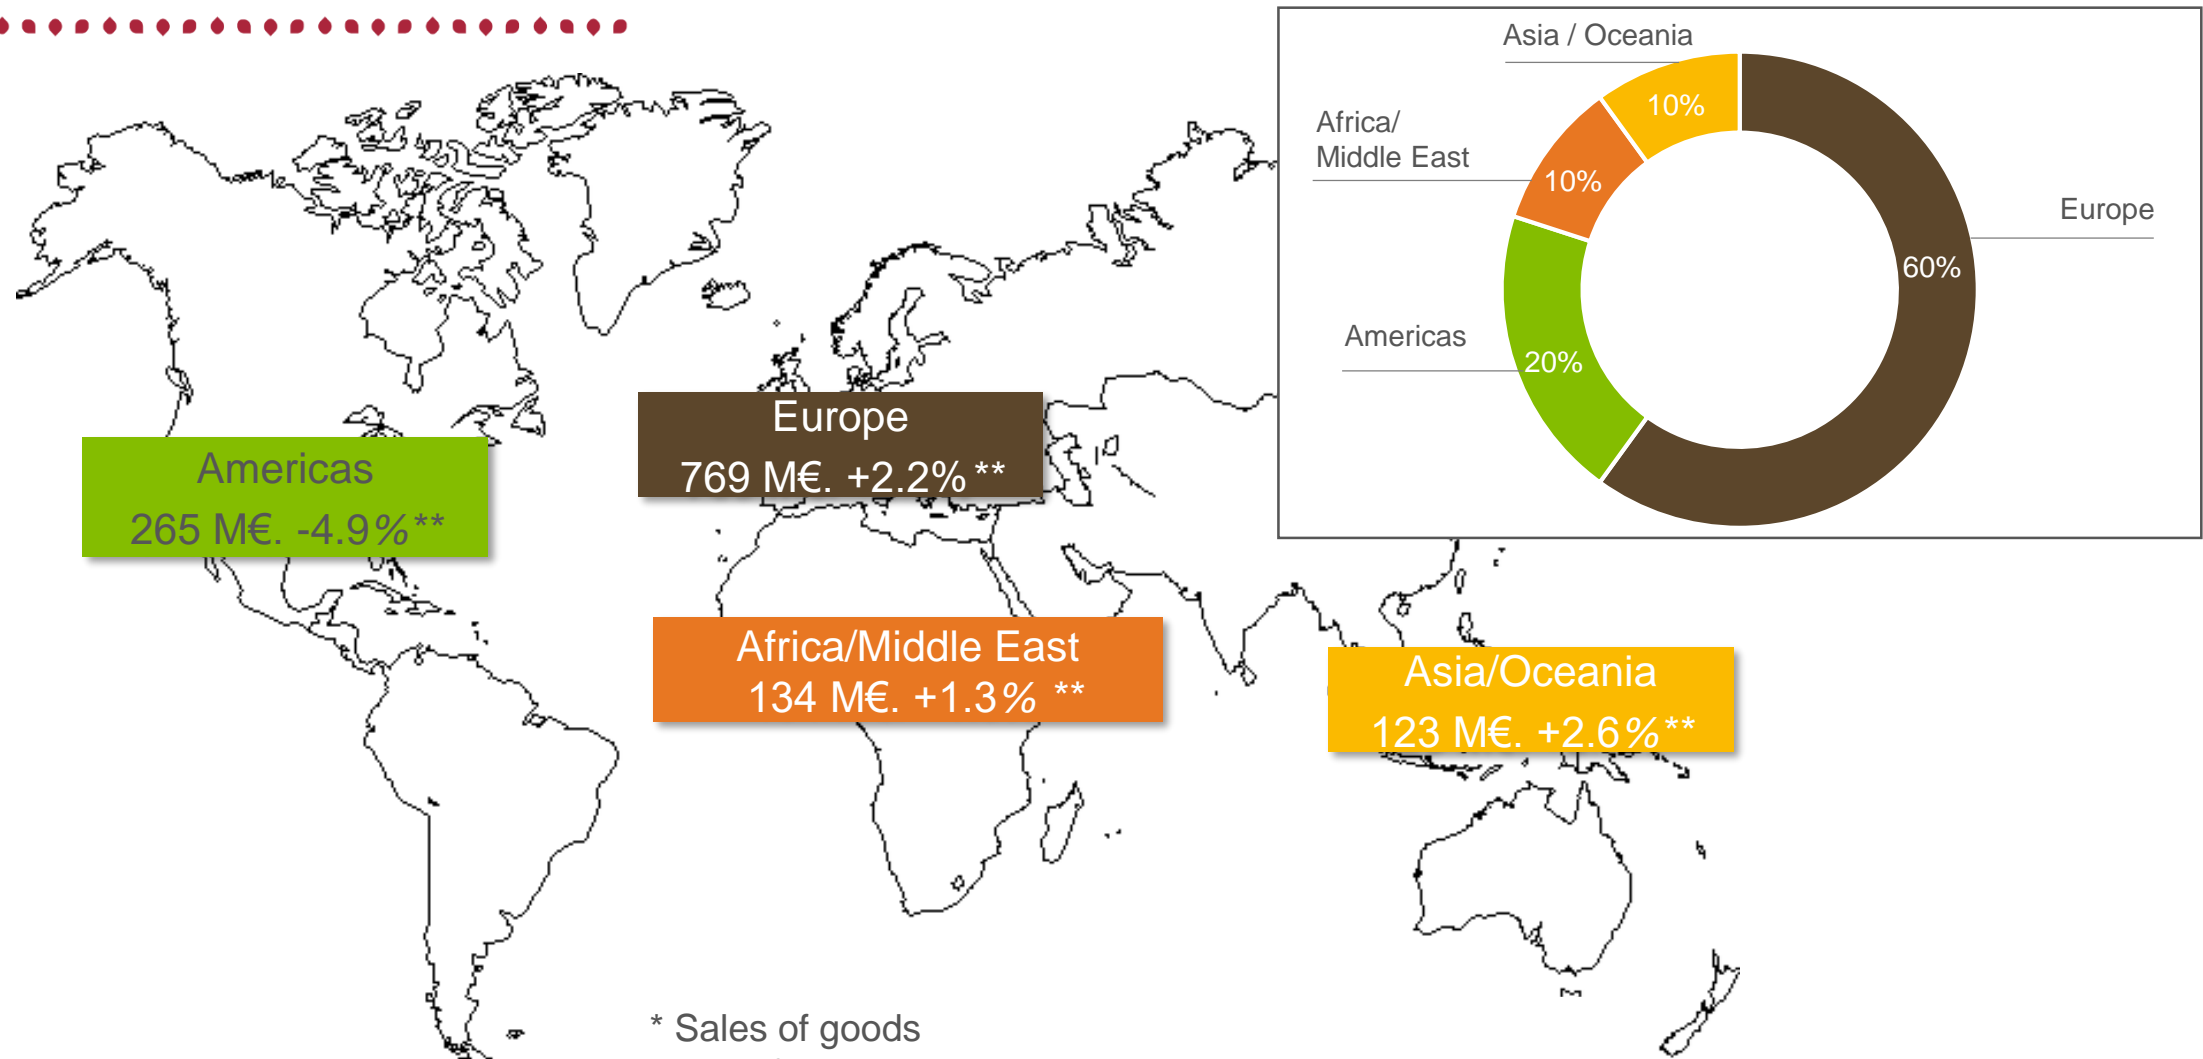 Asia / Oceania
10%
Africa/
Middle East
10%
Europe
60%
Americas
20%
Europe
769 M€. +2.2% **
Americas
265 M€. -4.9%**
Africa/Middle East
134 M€. +1.3% **
Asia/Oceania
123 M€. +2.6%**
* Sales of goods